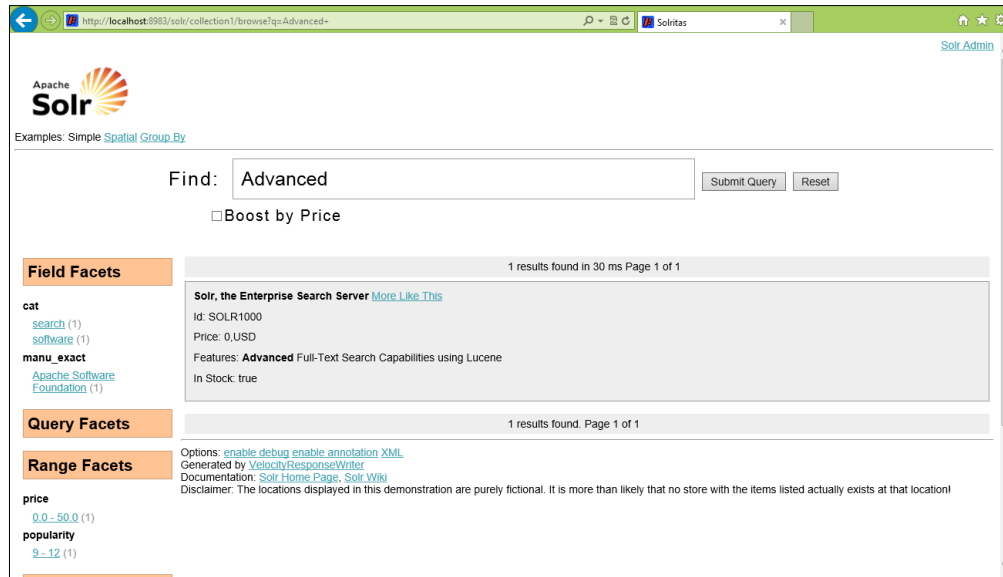 http://localhost:8983/solr/collection1/browse?q=Advanced+
Solritas
Solr Admin
Apache
Solr
Examples: Simple Spatial Group By
Find: Advanced Submit Query Reset
Boost by Price
Field Facets
cat
search (1)
software (1)
manu_exact
Apache Software
Foundation (1)
Query Facets
Range Facets
price
0.0 - 50.0 (1)
popularity
9 - 12 (1)
1 results found in 30 ms Page 1 of 1
Solr, the Enterprise Search Server More Like This
Id: SOLR1000
Price: 0,USD
Features: Advanced Full-Text Search Capabilities using Lucene
In Stock: true
1 results found. Page 1 of 1
Options: enable debug enable annotation XML
Generated by VelocityResponseWriter
Documentation: Solr Home Page, Solr Wiki
Disclaimer: The locations displayed in this demonstration are purely fictional. It is more than likely that no store with the items listed actually exists at that location!